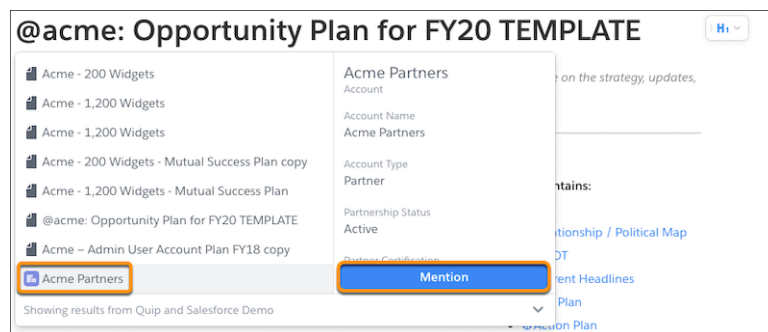 @acme: Opportunity Plan for FY20 TEMPLATE
H1
Acme - 200 Widgets
Acme - 1,200 Widgets
Acme - 1,200 Widgets
Acme - 200 Widgets - Mutual Success Plan copy
Acme - 1,200 Widgets - Mutual Success Plan
@acme: Opportunity Plan for FY20 TEMPLATE
Acme – Admin User Account Plan FY18 copy
Acme Partners
Showing results from Quip and Salesforce Demo
Acme Partners
Account
Account Name
Acme Partners
Account Type
Partner
Partnership Status
Active
Partner Certification
Mention
on the strategy, updates,
ntains:
tionship / Political Map
OT
rent Headlines
Plan
@Action Plan